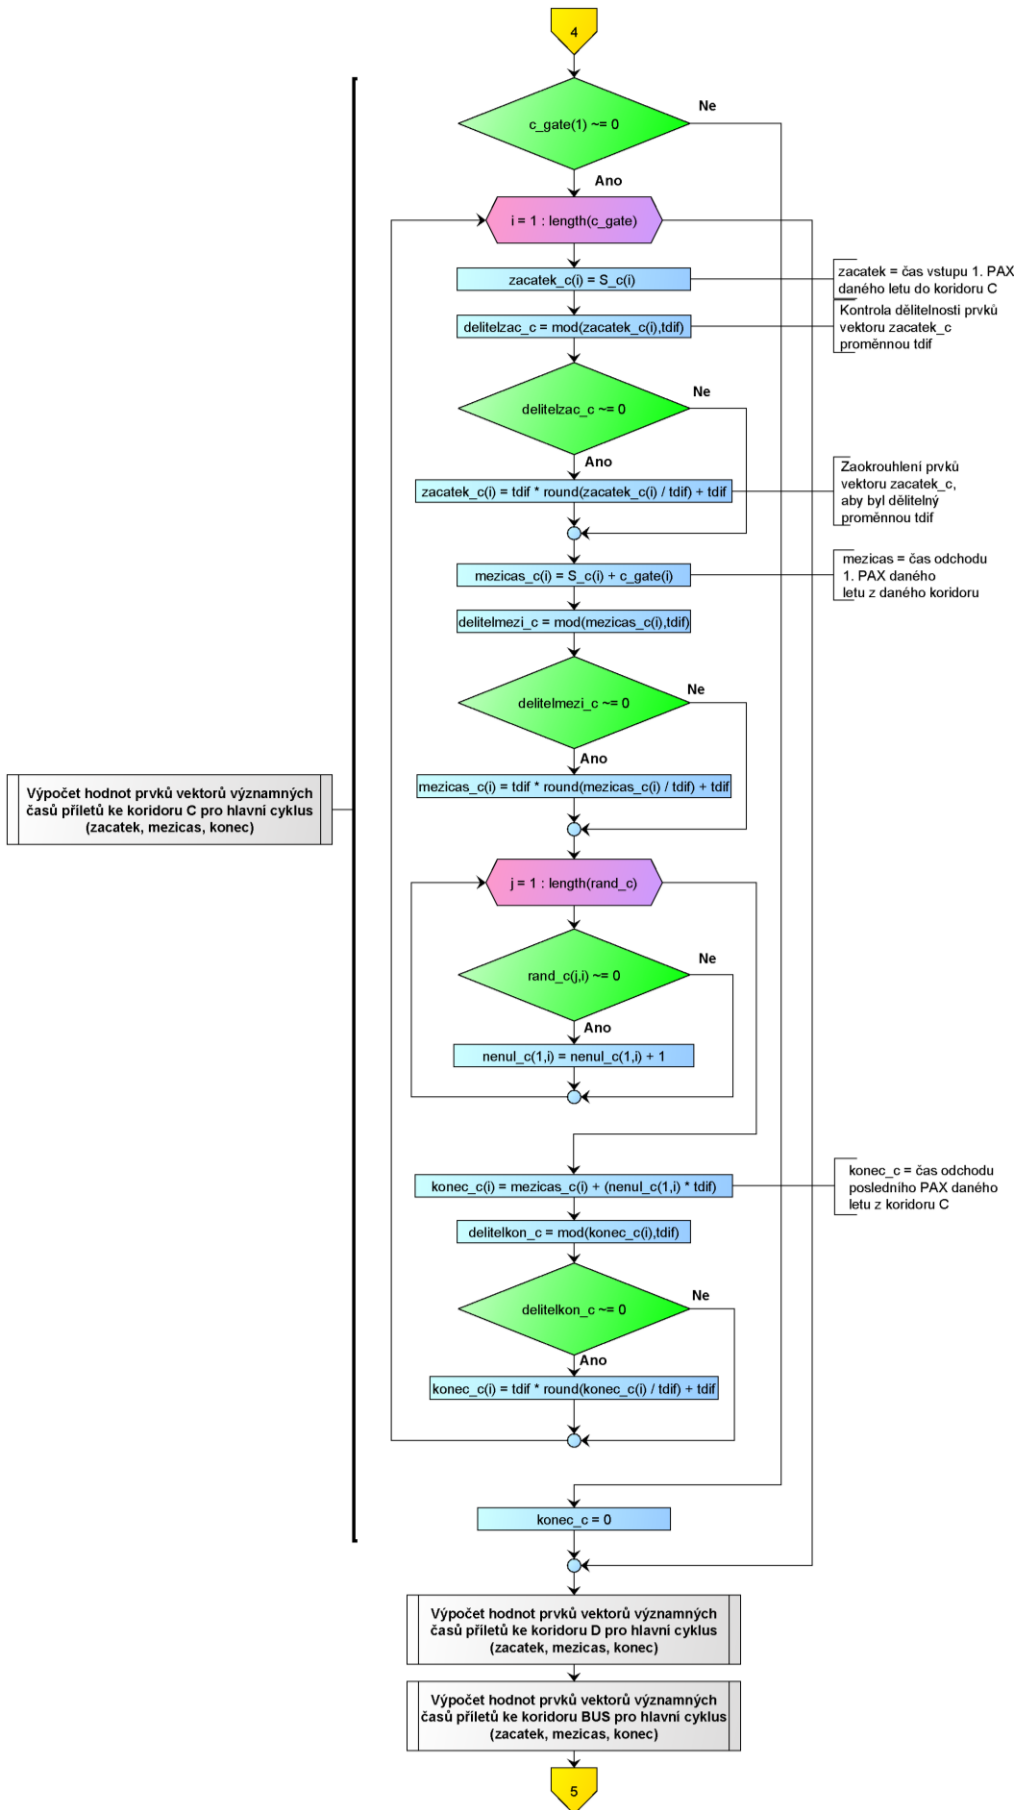 4
c_gate(1) ~= 0
Ne
Ano
i = 1 : length(c_gate)
zacatek_c(i) = S_c(i)
zacatek = čas vstupu 1. PAX
daného letu do koridoru C
delitelzac_c = mod(zacatek_c(i),tdif)
Kontrola dělitelnosti prvků
vektoru zacatek_c
proměnnou tdif
delitelzac_c ~= 0
Ne
Ano
zacatek_c(i) = tdif * round(zacatek_c(i) / tdif) + tdif
Zaokrouhlení prvků
vektoru zacatek_c,
aby byl dělitelný
proměnnou tdif
mezicas_c(i) = S_c(i) + c_gate(i)
mezicas = čas odchodu
1. PAX daného
letu z daného koridoru
delitelmezi_c = mod(mezicas_c(i),tdif)
delitelmezi_c ~= 0
Ne
Ano
mezicas_c(i) = tdif * round(mezicas_c(i) / tdif) + tdif
Výpočet hodnot prvků vektorů významných
časů příletů ke koridoru C pro hlavní cyklus
(zacatek, mezicas, konec)
j = 1 : length(rand_c)
rand_c(j,i) ~= 0
Ne
Ano
nenul_c(1,i) = nenul_c(1,i) + 1
konec_c(i) = mezicas_c(i) + (nenul_c(1,i) * tdif)
konec_c = čas odchodu
posledního PAX daného
letu z koridoru C
delitelkon_c = mod(konec_c(i),tdif)
delitelkon_c ~= 0
Ne
Ano
konec_c(i) = tdif * round(konec_c(i) / tdif) + tdif
konec_c = 0
Výpočet hodnot prvků vektorů významných
časů příletů ke koridoru D pro hlavní cyklus
(zacatek, mezicas, konec)
Výpočet hodnot prvků vektorů významných
časů příletů ke koridoru BUS pro hlavní cyklus
(zacatek, mezicas, konec)
5